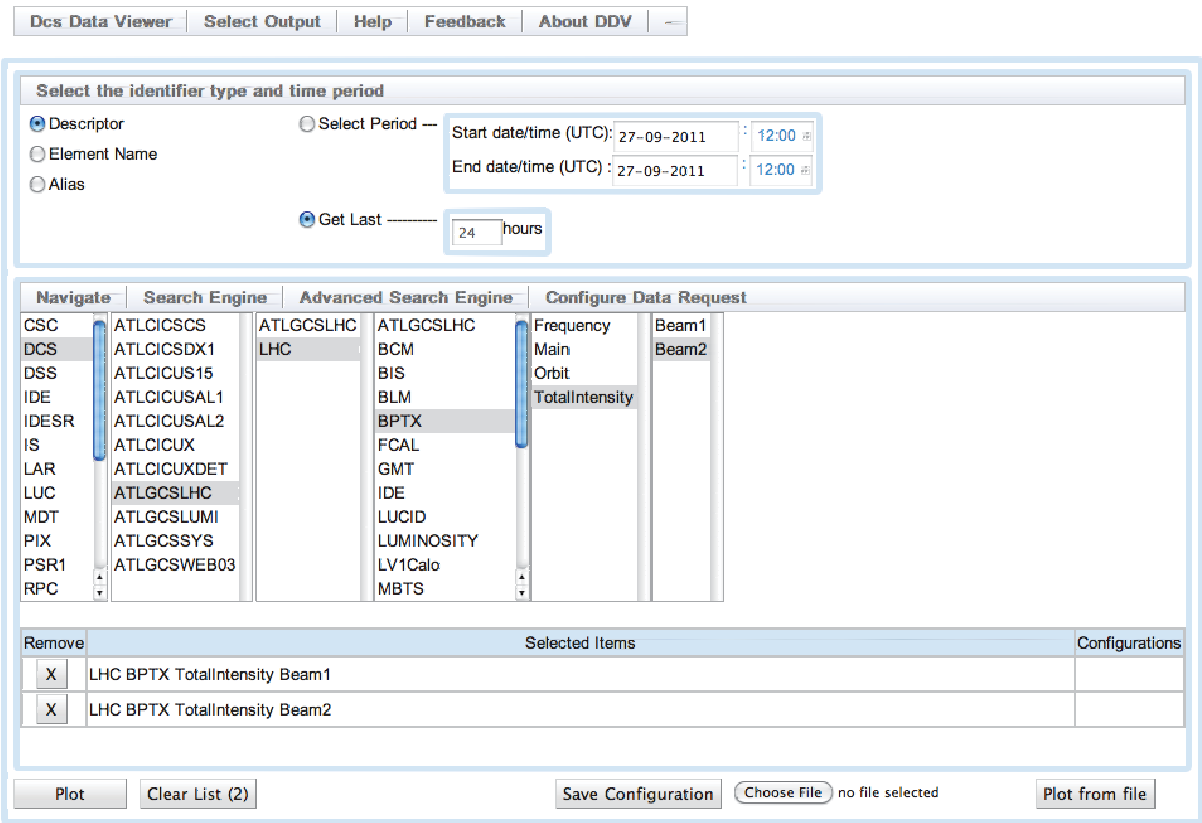 Dcs Data Viewer Select Output Help Feedback About DDV
Select the identifier type and time period
Descriptor Select Period --- Start date/time (UTC): 27-09-2011 : 12:00
Element Name End date/time (UTC) : 27-09-2011 : 12:00
Alias
Get Last ---------- 24 hours
Navigate Search Engine Advanced Search Engine Configure Data Request
CSC ATLCICSCS ATLGCSLHC ATLGCSLHC Frequency Beam1
DCS ATLCICSDX1 LHC BCM Main Beam2
DSS ATLCICUS15 BIS Orbit
IDE ATLCICUSAL1 BLM TotalIntensity
IDESR ATLCICUSAL2 BPTX
IS ATLCICUX FCAL
LAR ATLCICUXDET GMT
LUC ATLGCSLHC IDE
MDT ATLGCSLUMI LUCID
PIX ATLGCSSYS LUMINOSITY
PSR1 ATLGCSWEB03 LV1Calo
RPC MBTS
Remove Selected Items Configurations
X LHC BPTX TotalIntensity Beam1
X LHC BPTX TotalIntensity Beam2
Plot Clear List (2) Save Configuration Choose File no file selected Plot from file